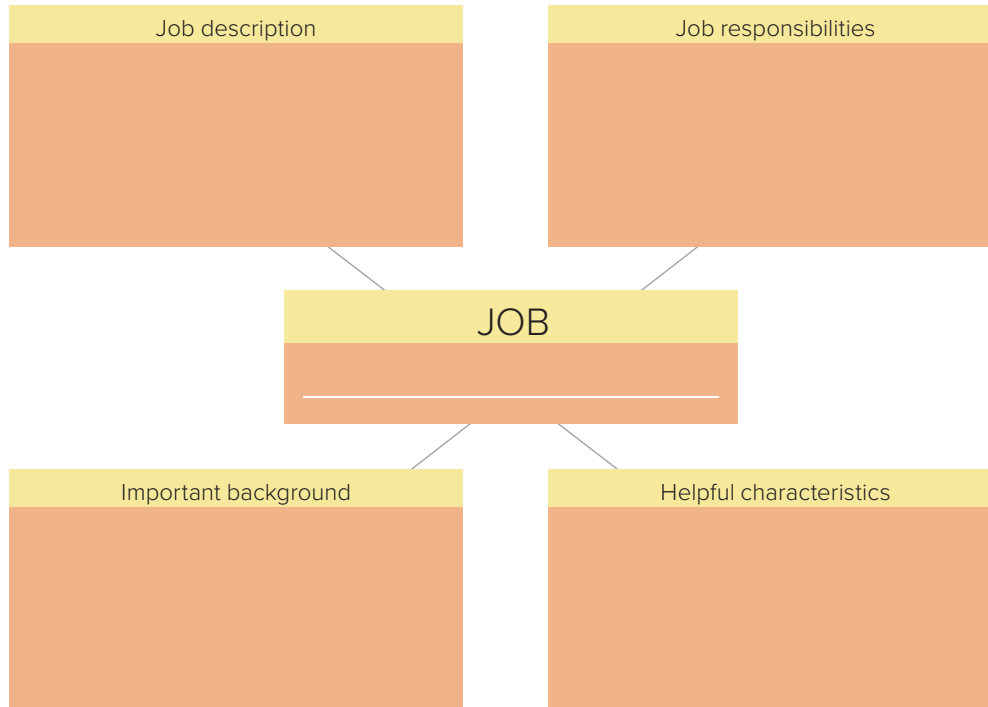 Job description
Job responsibilities
JOB
Important background
Helpful characteristics